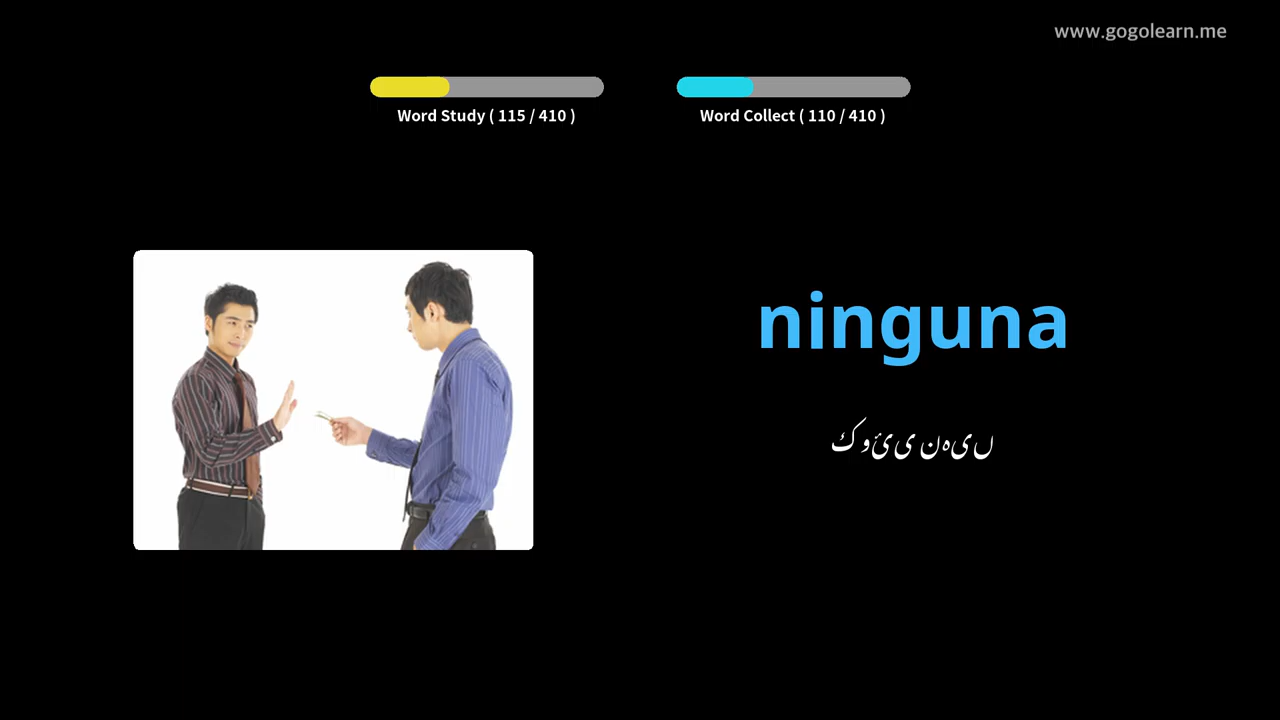 www.gogolearn.me
Word Study ( 115 / 410 )
Word Collect ( 110 / 410 )
ninguna
کوئی نہیں